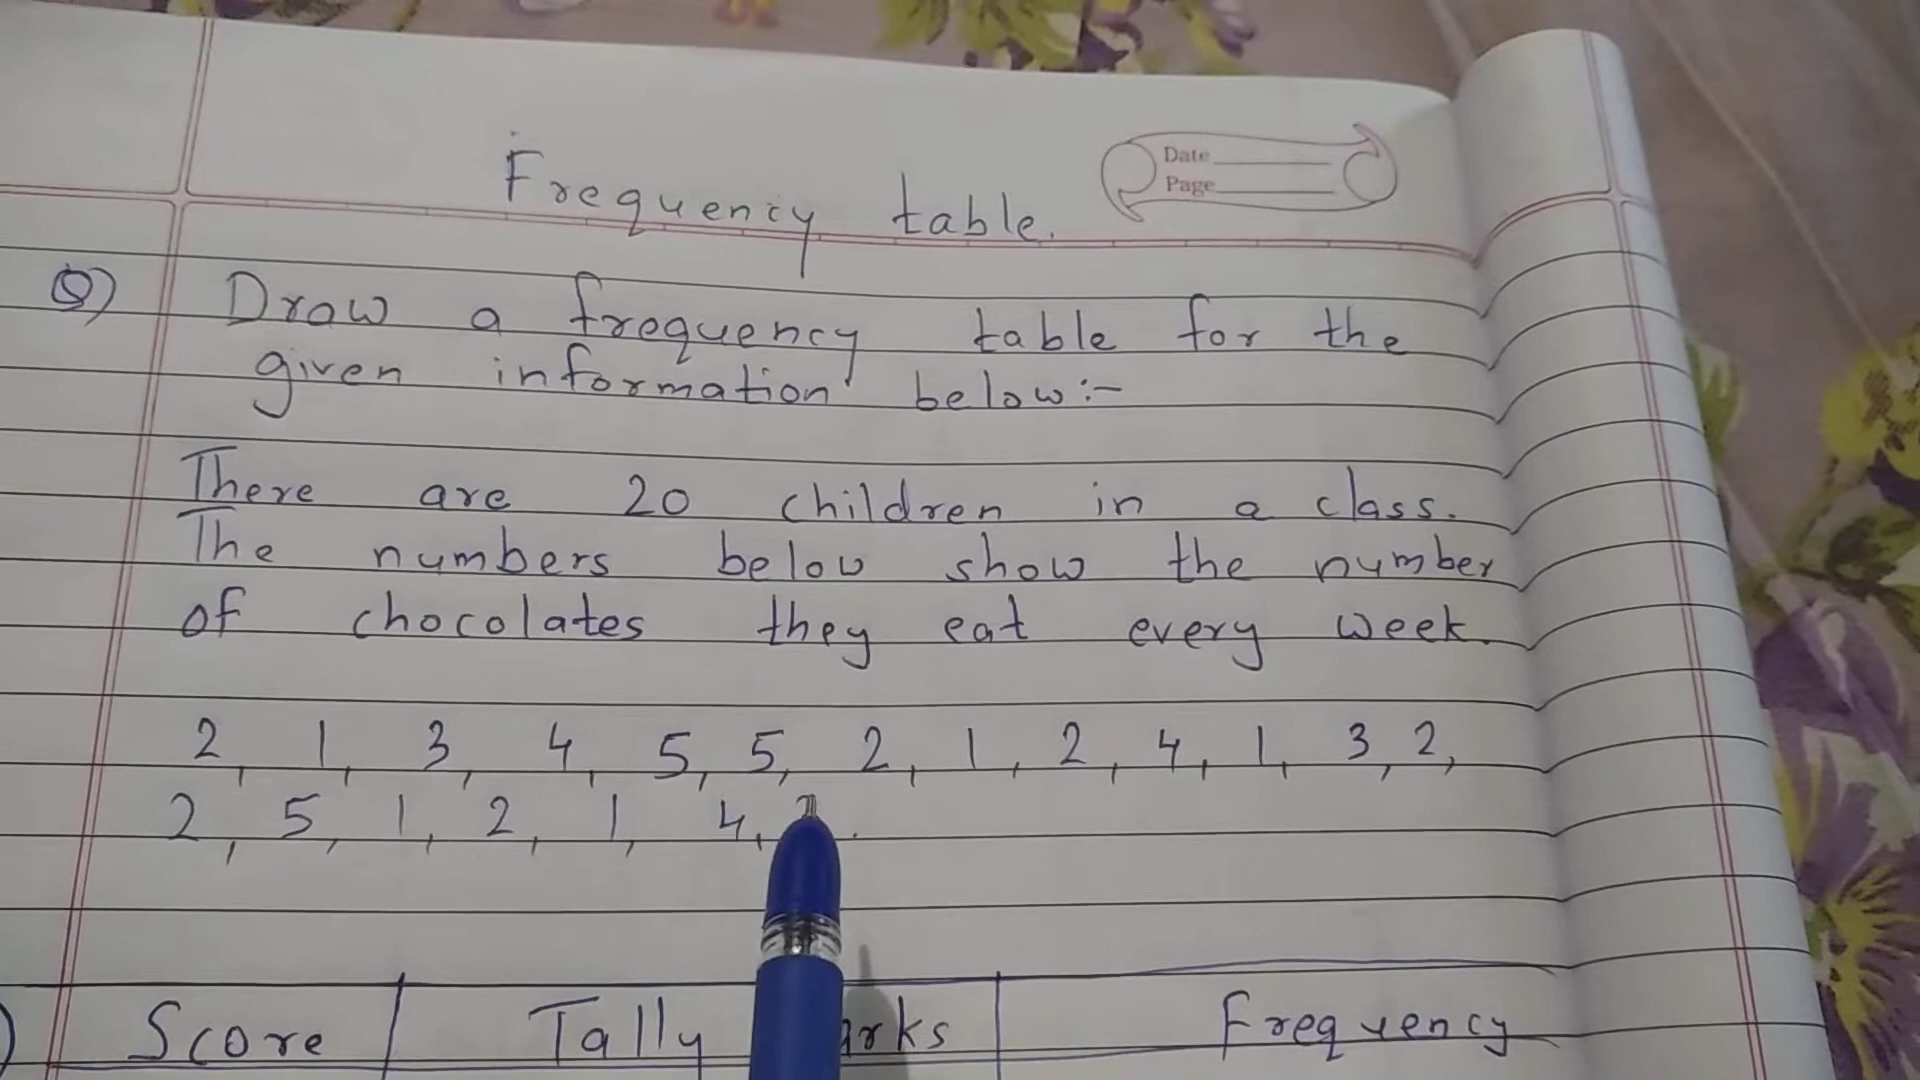 Frequency table.
Date
Page
Q) Draw a frequency table for the
given information below:-
There are 20 children in a class.
The numbers below show the number
of chocolates they eat every week.
2, 1, 3, 4, 5, 5, 2, 1, 2, 4, 1, 3, 2,
2, 5, 1, 2, 1, 4,
Score Tally arks Frequency